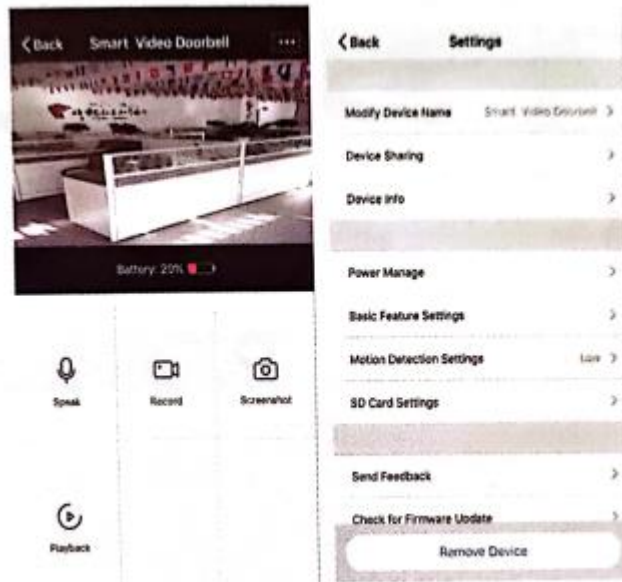 Back
Smart Video Doorbell
Battery: 20%
Speak
Record
Screenshot
Playback
Back
Settings
Modify Device Name
Smart Video Doorbell
Device Sharing
Device Info
Power Manage
Basic Feature Settings
Motion Detection Settings
Low
SD Card Settings
Send Feedback
Check for Firmware Update
Remove Device